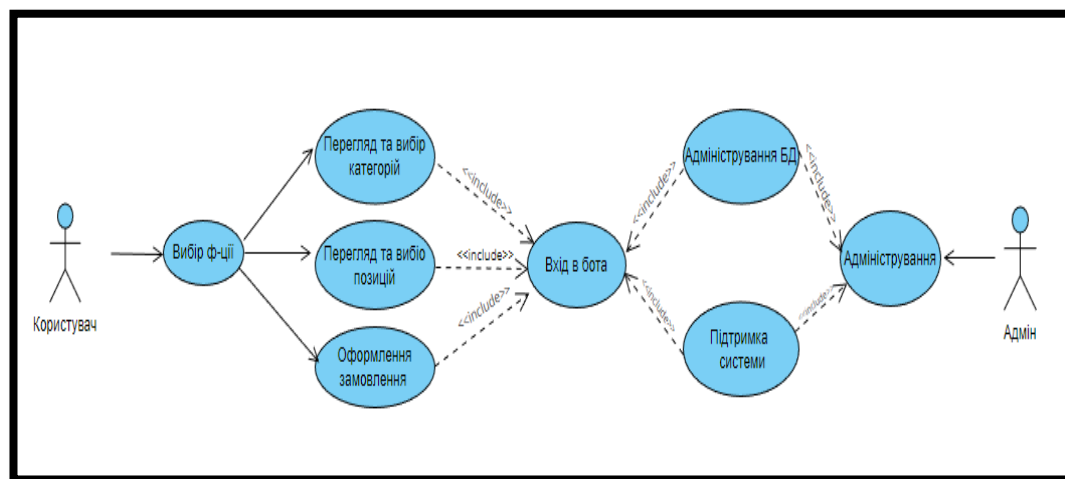 Перегляд та вибір
категорій
<<include>>
Адміністрування БД
<<include>>
<<include>>
Користувач
Вибір ф-ції
Перегляд та вибіо
позицій
<<include>>
Вхід в бота
Адміністрування
Адмін
Оформлення
замовлення
<<include>>
<<include>>
Підтримка
системи
<<include>>